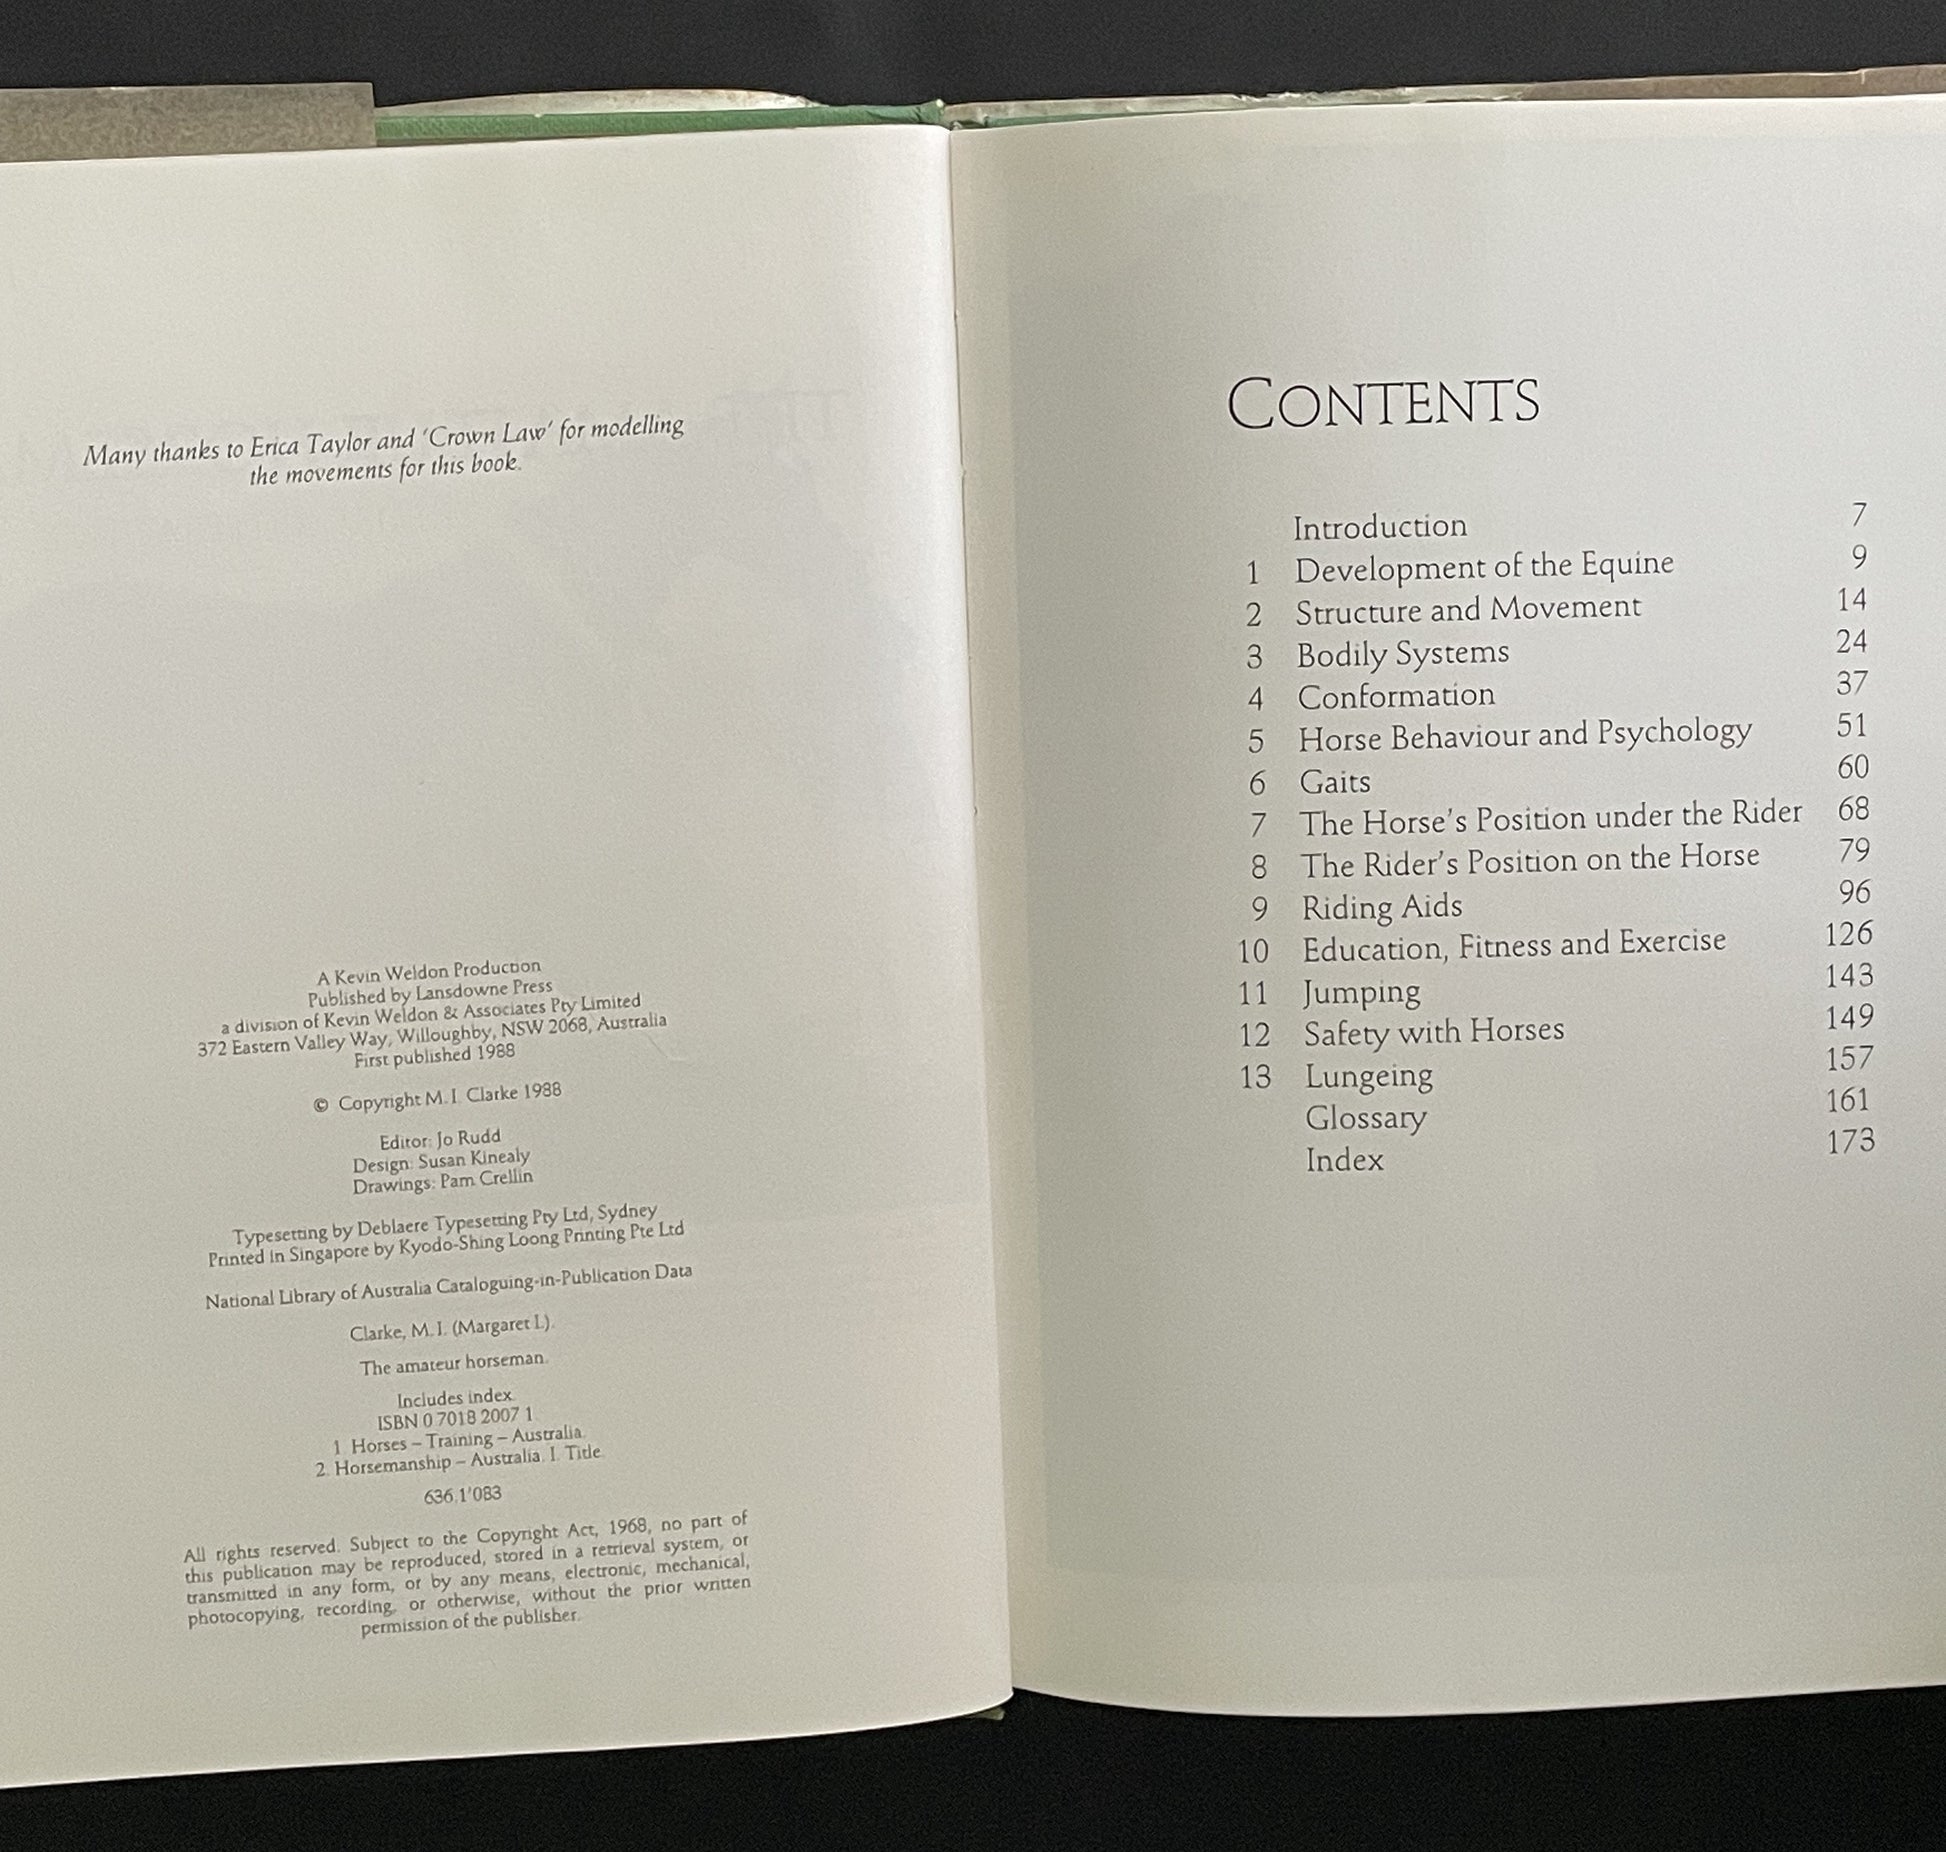 Many thanks to Erica Taylor and 'Crown Law' for modelling
the movements for this book.
A Kevin Weldon Production
Published by Lansdowne Press
a division of Kevin Weldon & Associates Pty Limited
372 Eastern Valley Way, Willoughby, NSW 2068, Australia
First published 1988
© Copyright M. I. Clarke 1988
Editor: Jo Rudd
Design: Susan Kinealy
Drawings: Pam Crellin
Typesetting by Deblaere Typesetting Pty Ltd, Sydney
Printed in Singapore by Kyodo-Shing Loong Printing Pte Ltd
National Library of Australia Cataloguing-in-Publication Data
Clarke, M. I. (Margaret I.).
The amateur horseman.
Includes index.
ISBN 0 7018 2007 1
1. Horses – Training – Australia.
2. Horsemanship – Australia. I. Title.
636.1'083
All rights reserved. Subject to the Copyright Act, 1968, no part of
this publication may be reproduced, stored in a retrieval system, or
transmitted in any form, or by any means, electronic, mechanical,
photocopying, recording, or otherwise, without the prior written
permission of the publisher.
CONTENTS
Introduction 7
1 Development of the Equine 9
2 Structure and Movement 14
3 Bodily Systems 24
4 Conformation 37
5 Horse Behaviour and Psychology 51
6 Gaits 60
7 The Horse's Position under the Rider 68
8 The Rider's Position on the Horse 79
9 Riding Aids 96
10 Education, Fitness and Exercise 126
11 Jumping 143
12 Safety with Horses 149
13 Lungeing 157
Glossary 161
Index 173